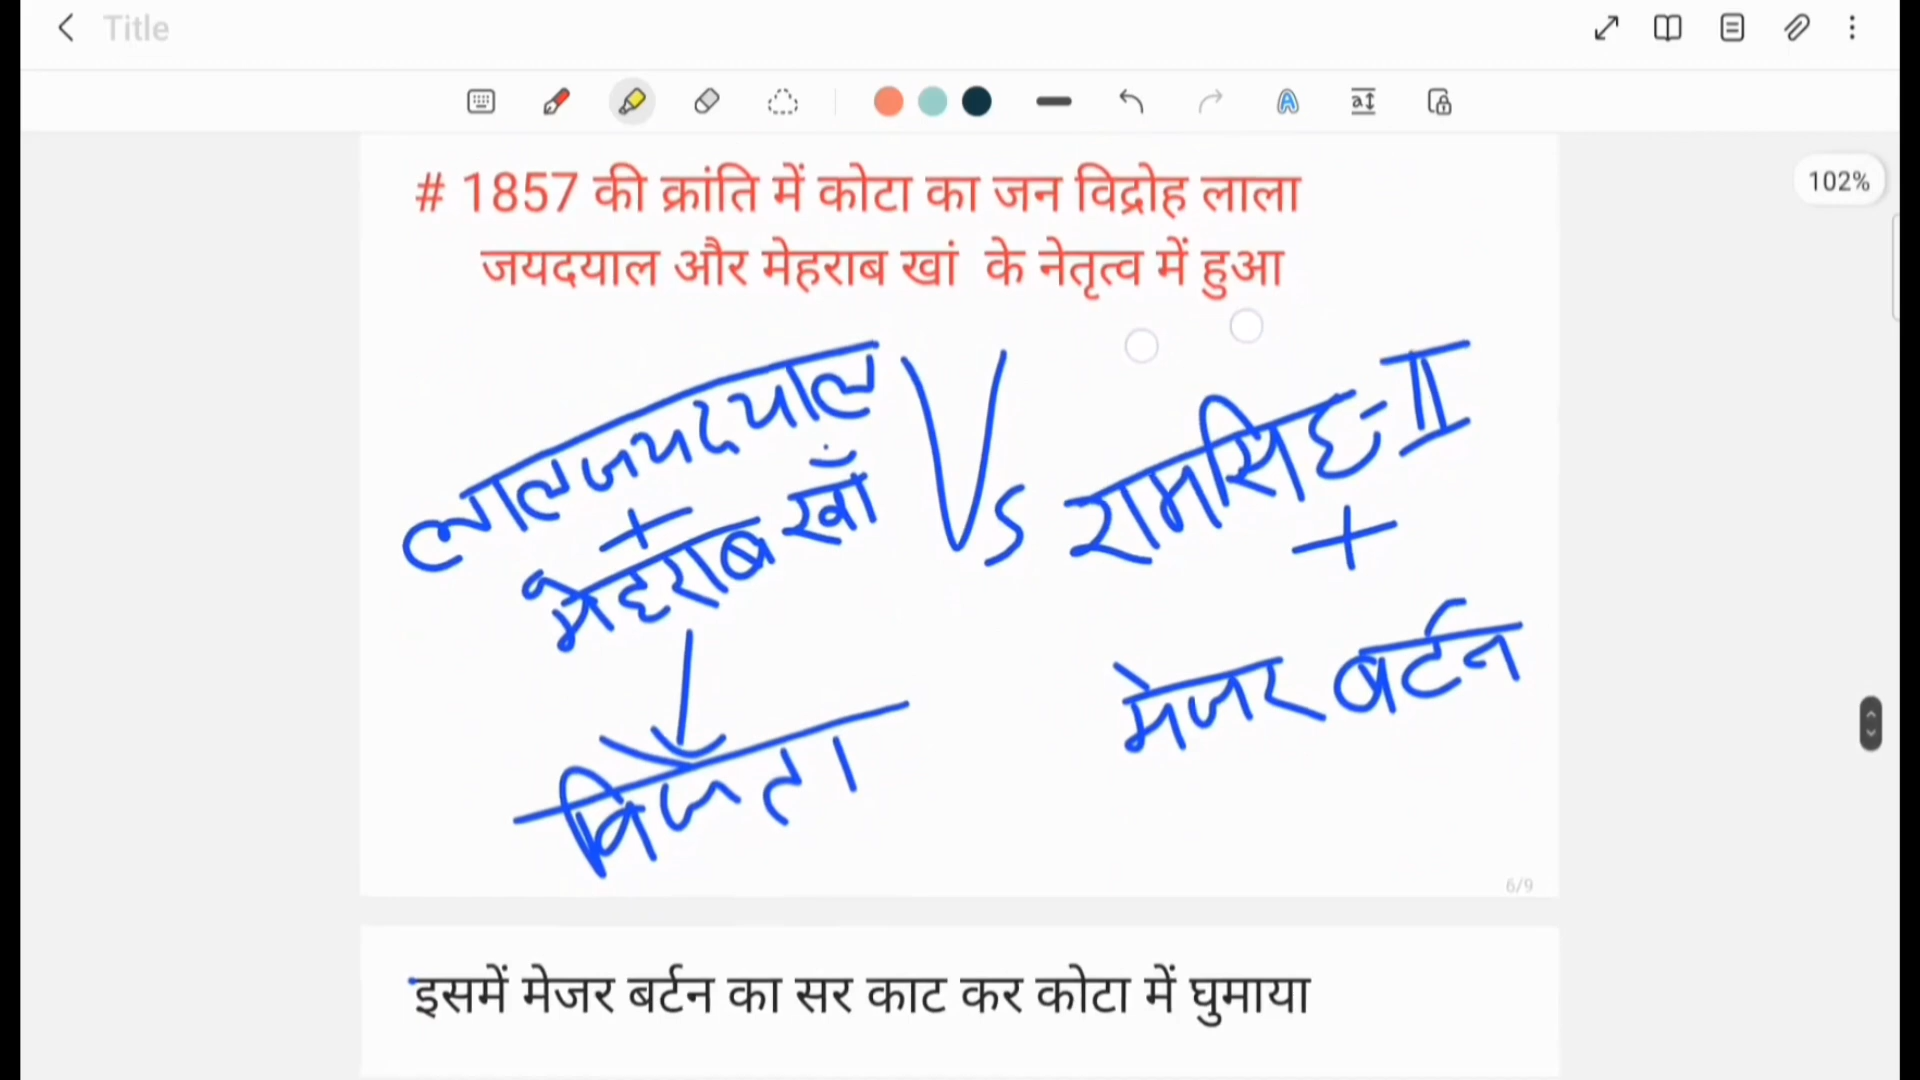 Title
102%
# 1857 की क्रांति में कोटा का जन विद्रोह लाला
जयदयाल और मेहराब खां के नेतृत्व में हुआ
लालजयदयाल
+
मेहराब खाँ
Vs
रामसिंह-II
+
मेजर बर्टन
विजता
6/9
इसमें मेजर बर्टन का सर काट कर कोटा में घुमाया